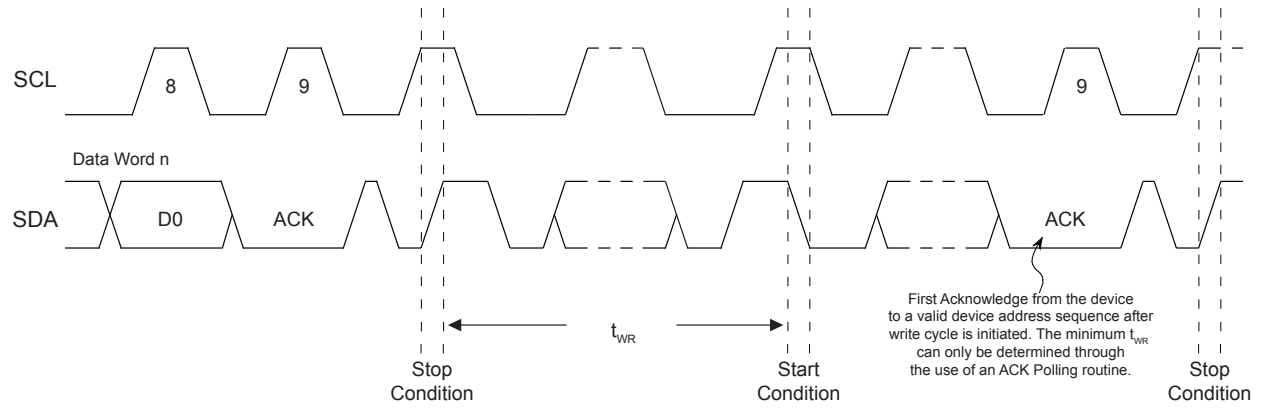 SCL
8
9
9
Data Word n
SDA
D0
ACK
ACK
First Acknowledge from the device
to a valid device address sequence after
write cycle is initiated. The minimum tWR
can only be determined through
the use of an ACK Polling routine.
tWR
Stop
Condition
Start
Condition
Stop
Condition